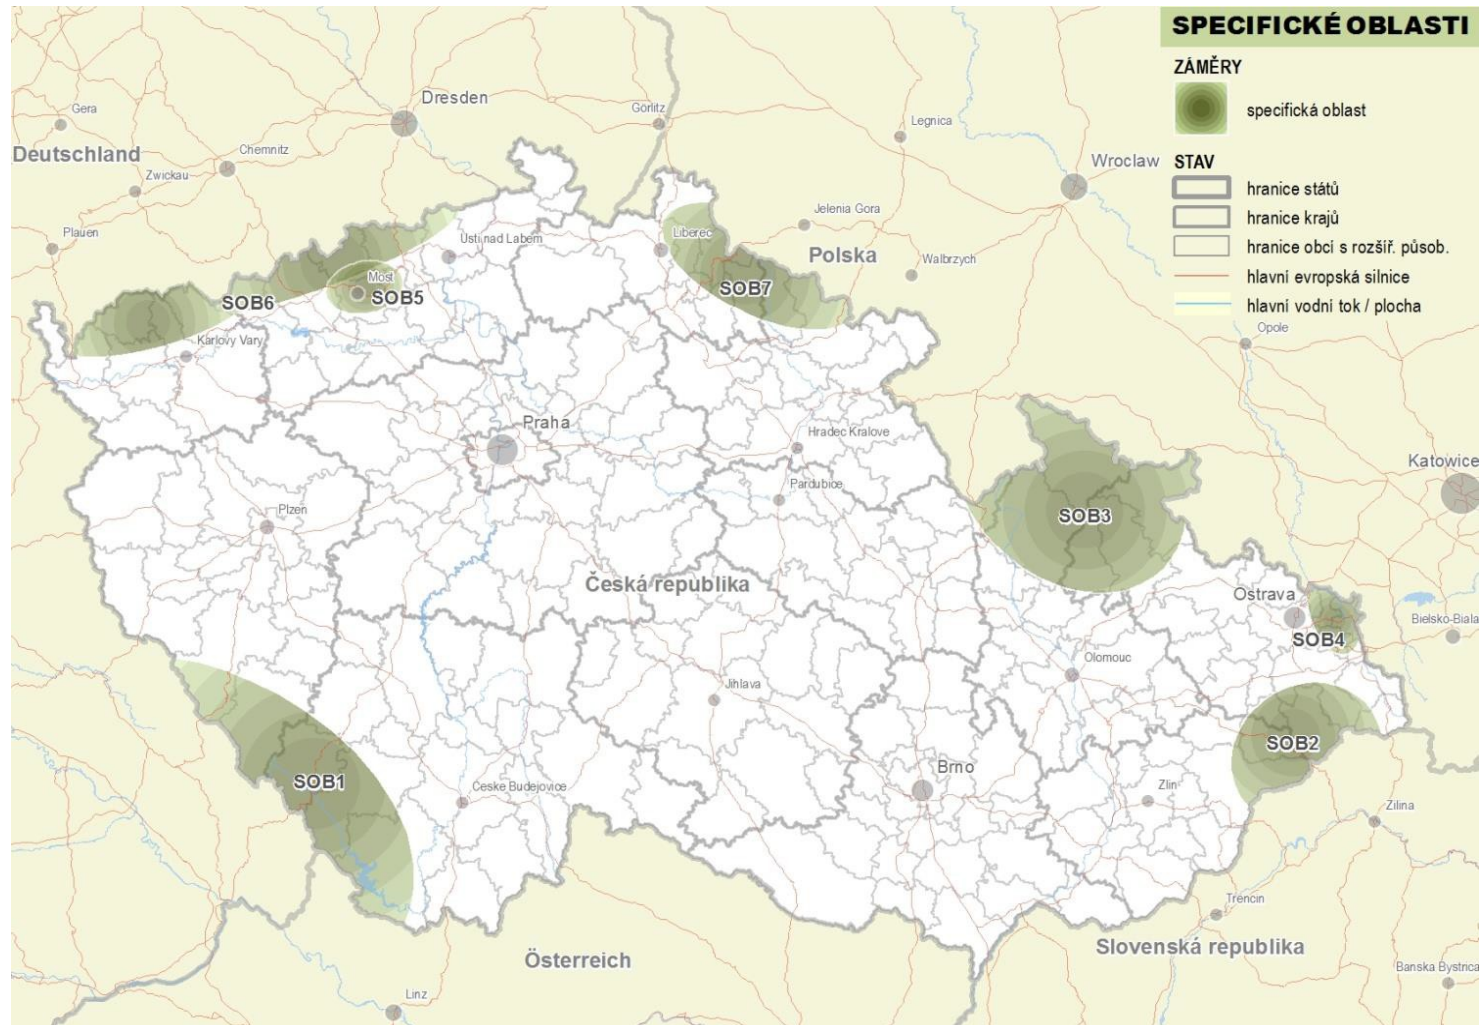 SPECIFICKÉ OBLASTI
ZÁMĚRY
specifická oblast
STAV
hranice států
hranice krajů
hranice obcí s rozšíř. působ.
hlavní evropská silnice
hlavní vodní tok / plocha
Dresden
Görlitz
Gera
Legnica
Deutschland
Chemnitz
Wroclaw
Zwickau
Jelenia Gora
Plauen
Liberec
Usti nad Labem
Polska
Walbrzych
Most
SOB7
SOB5
SOB6
Opole
Karlovy Vary
Praha
Hradec Kralove
Katowice
Pardubice
Plzen
SOB3
Česká republika
Ostrava
Bielsko-Biala
SOB4
Olomouc
Jihlava
SOB2
Brno
SOB1
Ceske Budejovice
Zlin
Zilina
Trencin
Slovenská republika
Österreich
Banska Bystrica
Linz